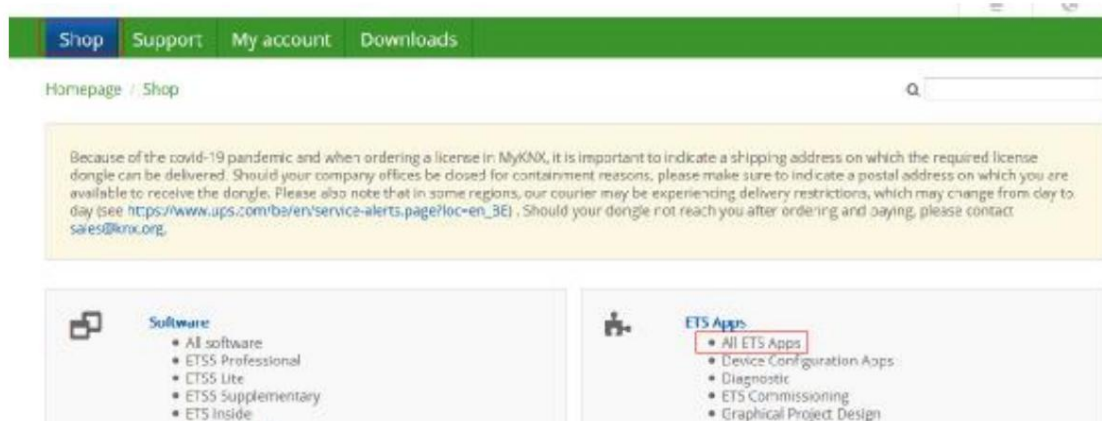 Shop Support My account Downloads
Homepage / Shop
Because of the covid-19 pandemic and when ordering a license in MyKNX, it is important to indicate a shipping address on which the required license
dongle can be delivered. Should your company offices be closed for containment reasons, please make sure to indicate a postal address on which you are
available to receive the dongle. Please also note that in some regions, our courier may be experiencing delivery restrictions, which may change from day to
day (see https://www.ups.com/be/en/service-alerts.page?loc=en_BE) . Should your dongle not reach you after ordering and paying, please contact
sales@knx.org.
Software
All software
ETS5 Professional
ETS5 Lite
ETS5 Supplementary
ETS Inside
ETS Apps
All ETS Apps
Device Configuration Apps
Diagnostic
ETS Commissioning
Graphical Project Design